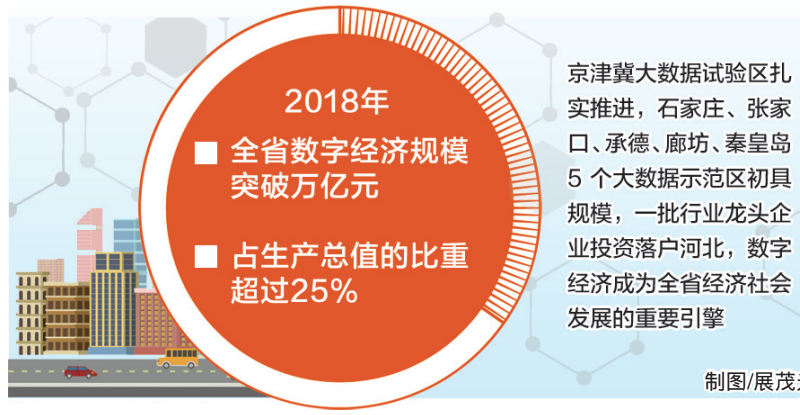 2018年
■ 全省数字经济规模
突破万亿元
■ 占生产总值的比重
超过25%
京津冀大数据试验区扎
实推进，石家庄、张家
口、承德、廊坊、秦皇岛
5 个大数据示范区初具
规模，一批行业龙头企
业投资落户河北，数字
经济成为全省经济社会
发展的重要引擎
制图/展茂